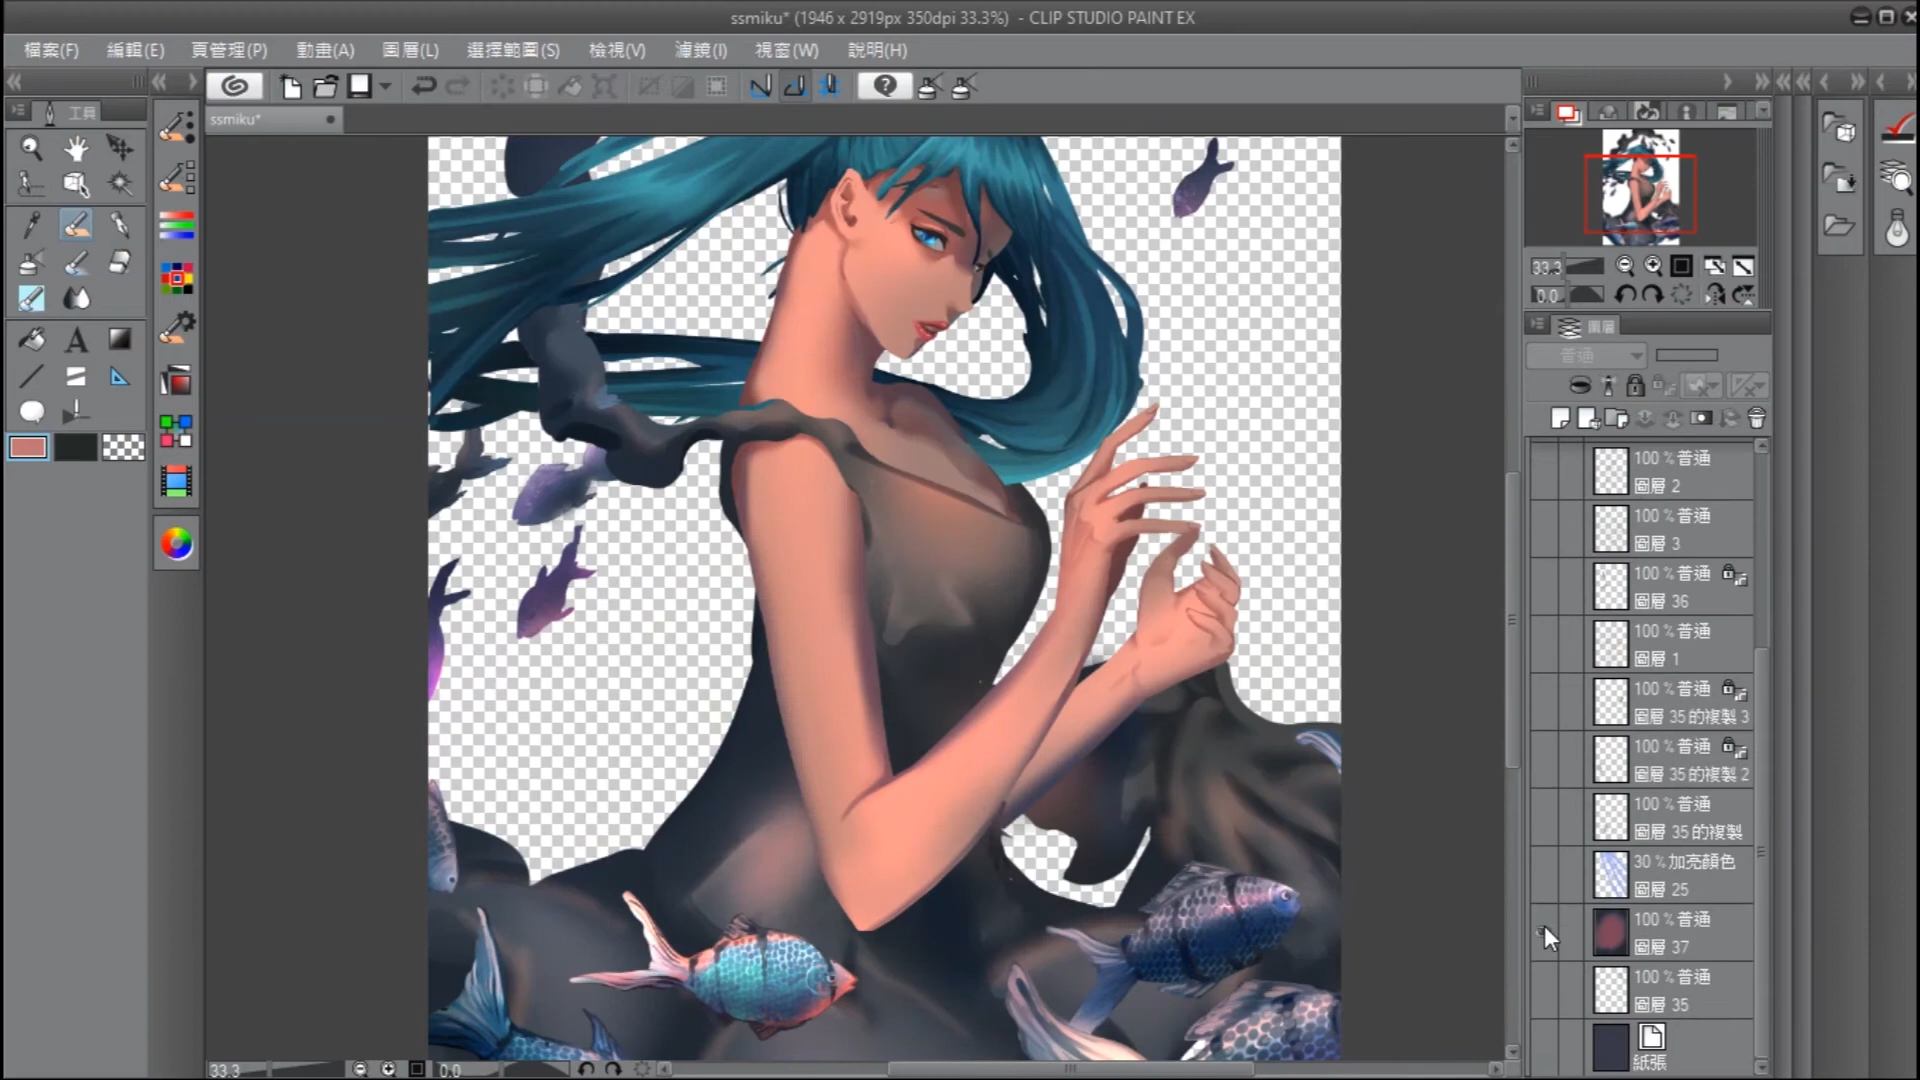 ssmiku* (1946 x 2919px 350dpi 33.3%) - CLIP STUDIO PAINT EX
檔案(F) 編輯(E) 頁管理(P) 動畫(A) 圖層(L) 選擇範圍(S) 檢視(V) 濾鏡(I) 視窗(W) 說明(H)
工具
ssmiku*
A
33.3
0.0
圖層
普通
100 %普通
圖層 2
100 %普通
圖層 3
100 %普通
圖層 36
100 %普通
圖層 1
100 %普通
圖層 35 的複製 3
100 %普通
圖層 35 的複製 2
100 %普通
圖層 35 的複製
30 %加亮顏色
圖層 25
100 %普通
圖層 37
100 %普通
圖層 35
紙張
33.3
0.0